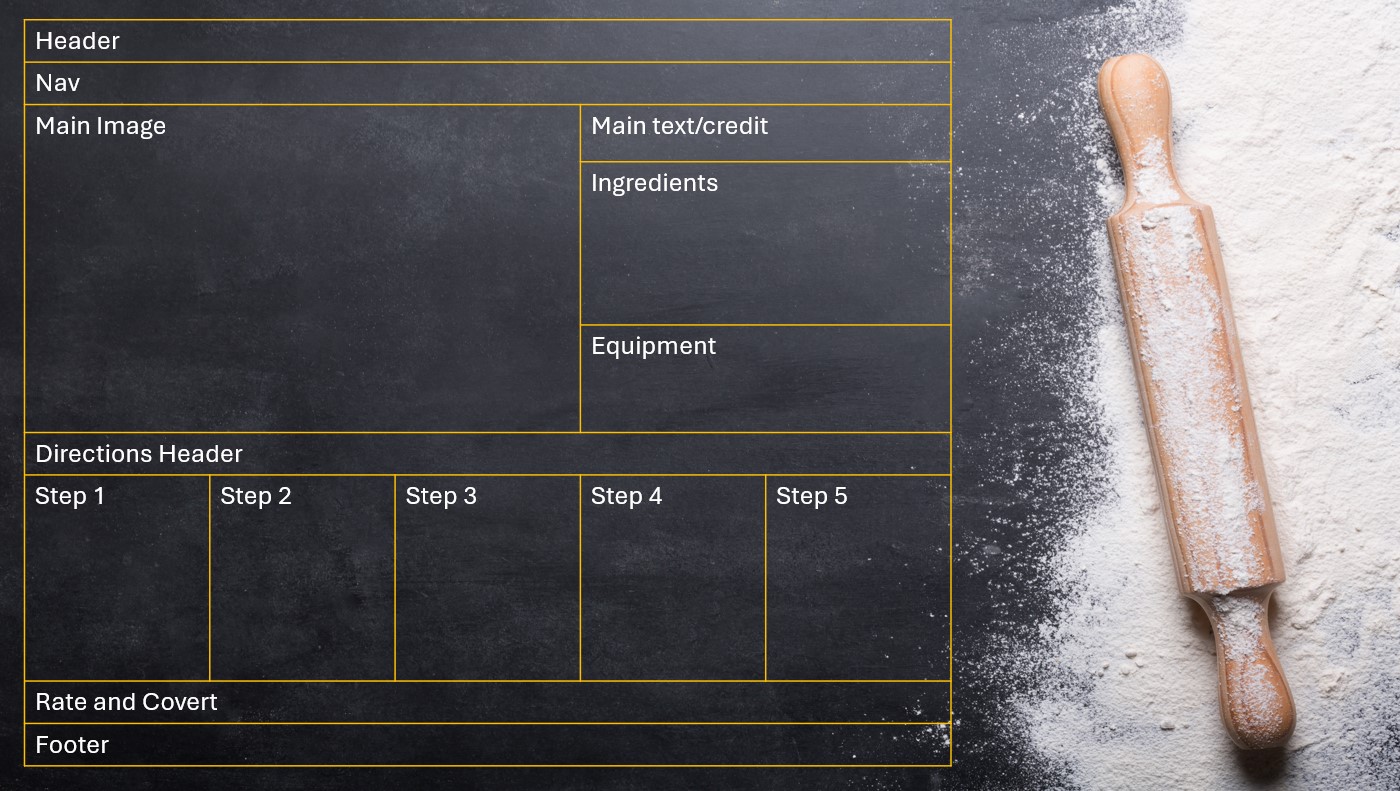 Header
Nav
Main Image
Main text/credit
Ingredients
Equipment
Directions Header
Step 1
Step 2
Step 3
Step 4
Step 5
Rate and Covert
Footer